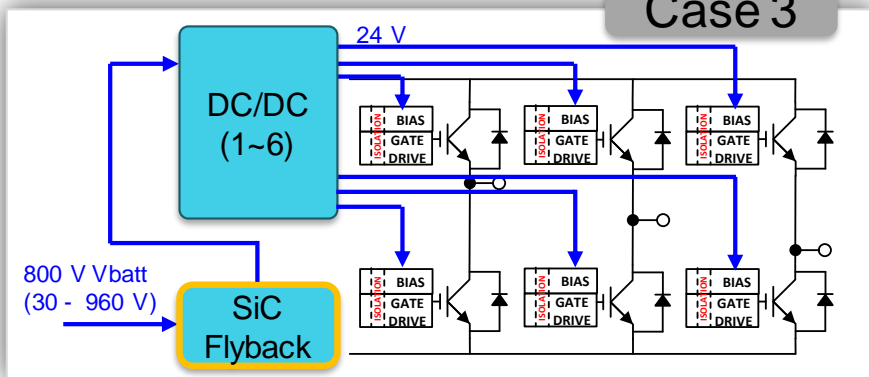 Case 3
24 V
DC/DC
(1~6)
ISOLATION
BIAS
GATE
DRIVE
ISOLATION
BIAS
GATE
DRIVE
ISOLATION
BIAS
GATE
DRIVE
800 V Vbatt
(30 - 960 V)
SiC
Flyback
ISOLATION
BIAS
GATE
DRIVE
ISOLATION
BIAS
GATE
DRIVE
ISOLATION
BIAS
GATE
DRIVE